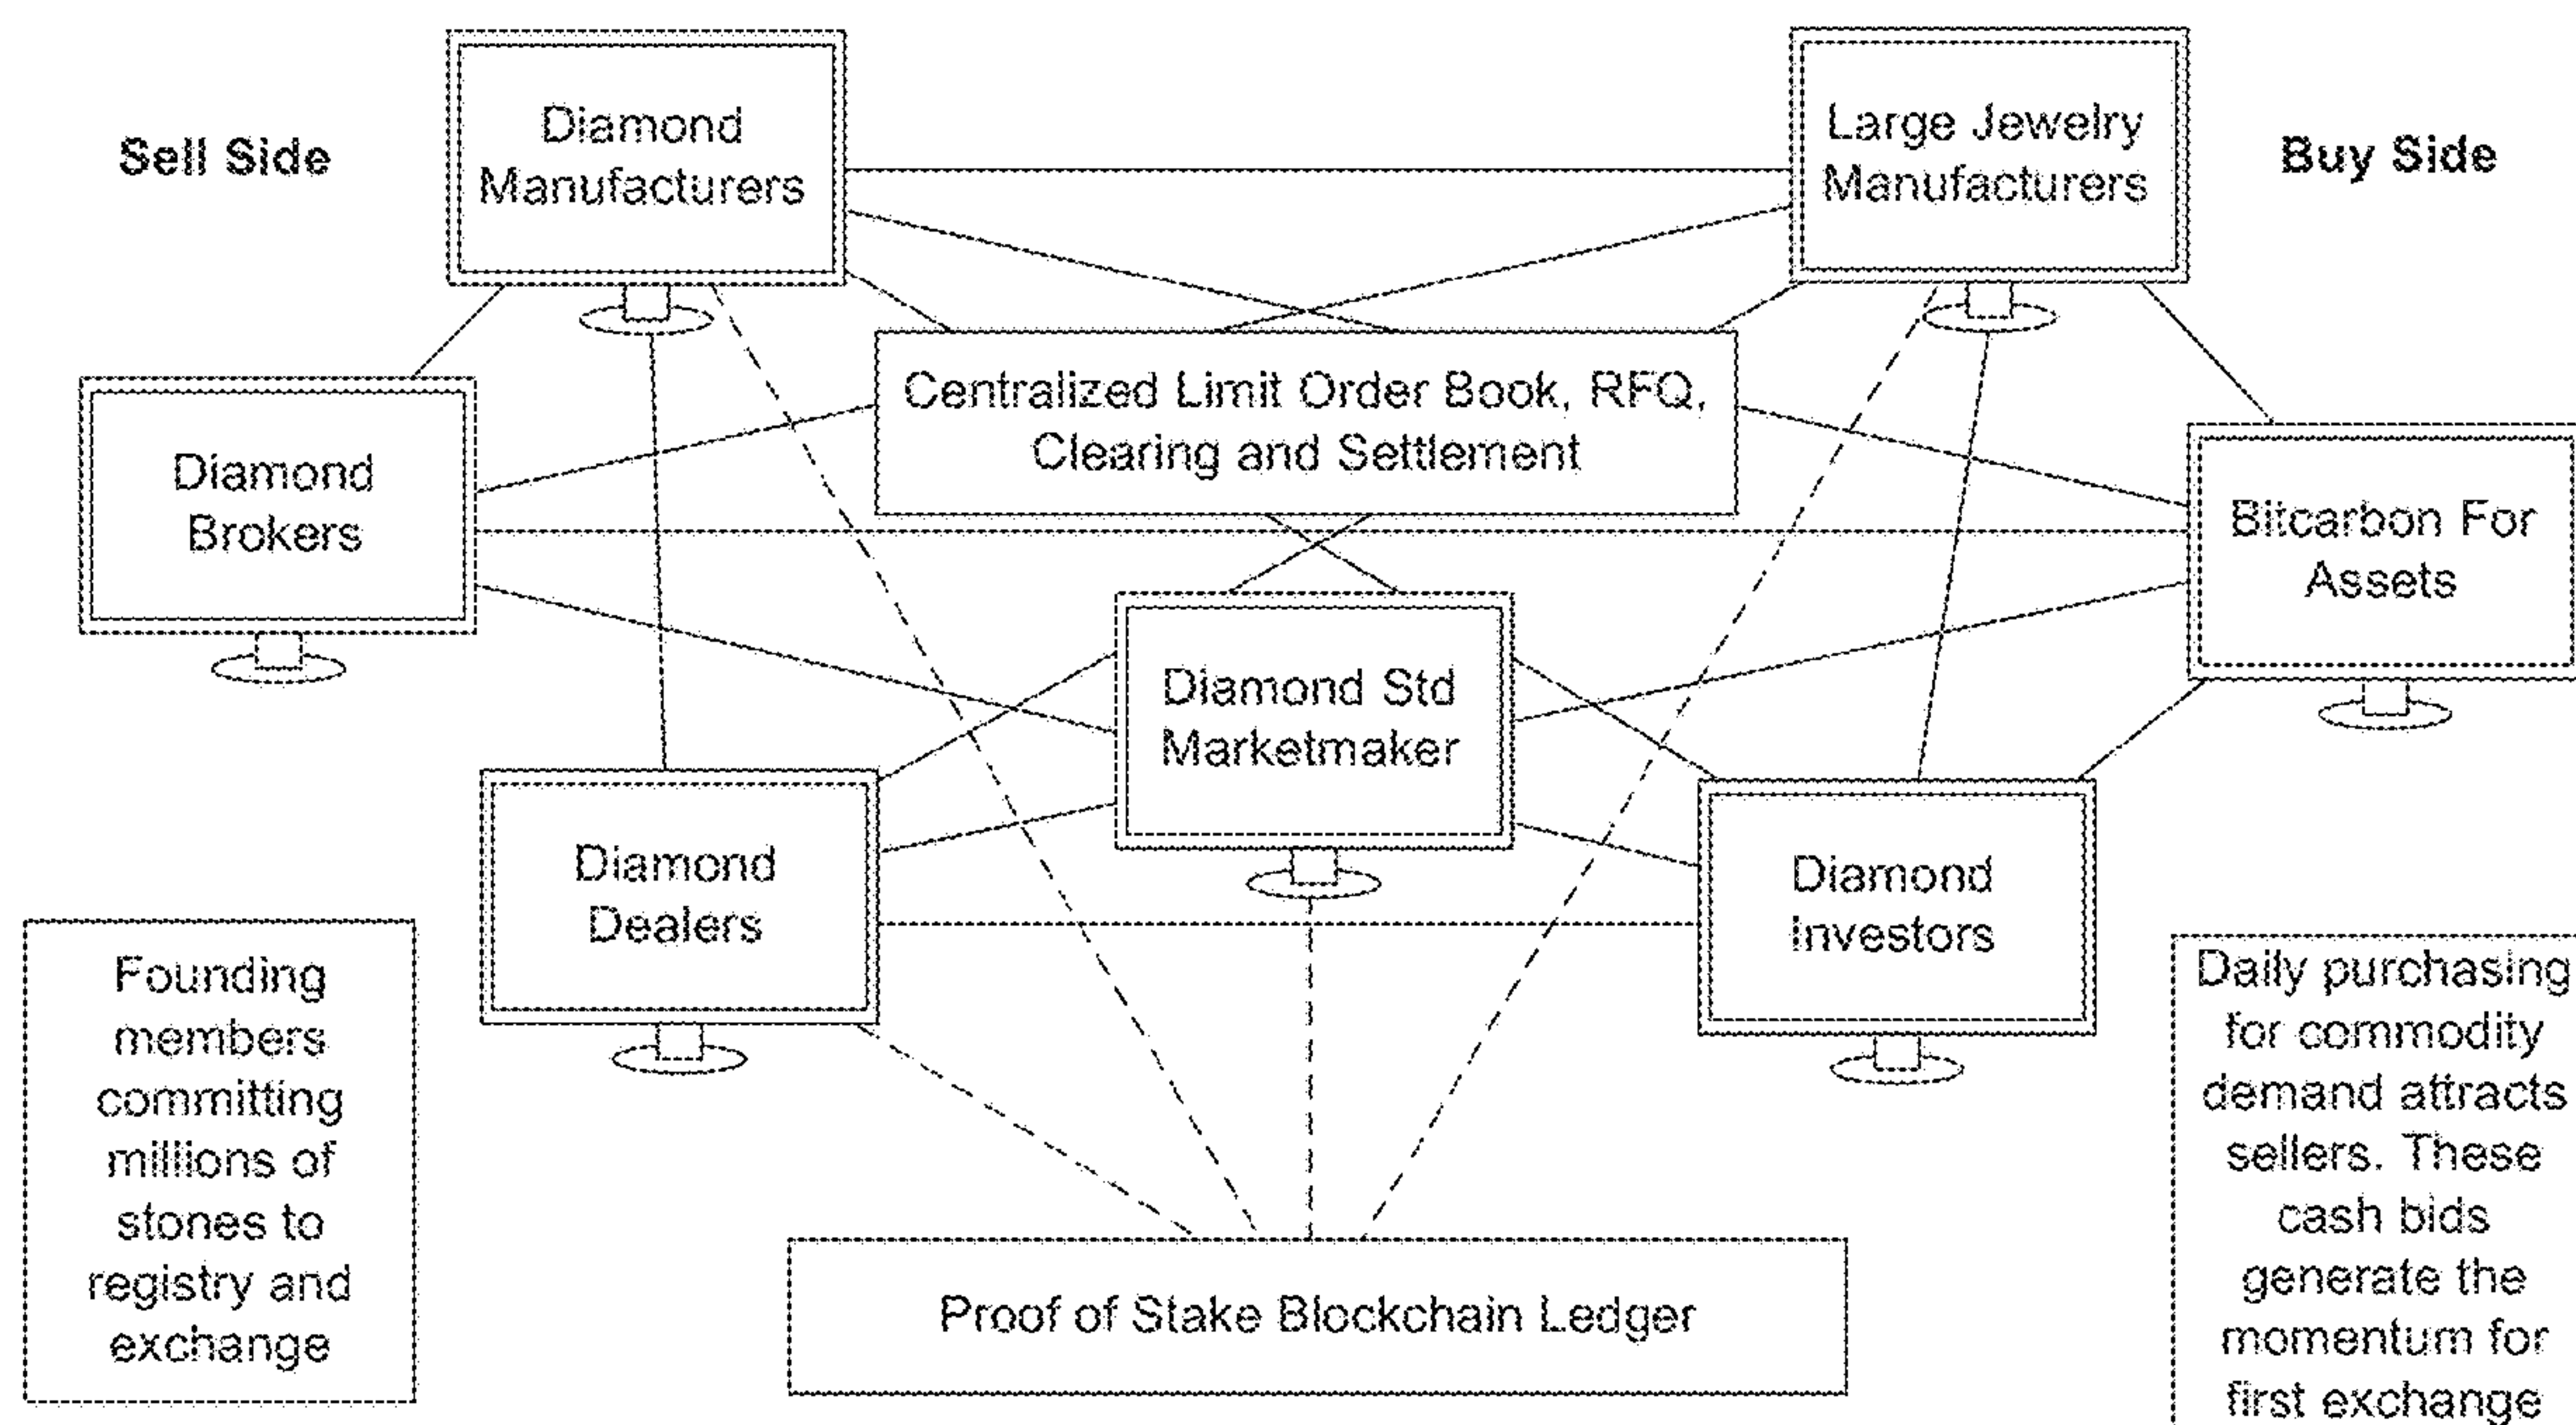 Sell Side
Diamond
Manufacturers
Large Jewelry
Manufacturers
Buy Side
Centralized Limit Order Book, RFQ,
Clearing and Settlement
Diamond
Brokers
Bitcarbon For
Assets
Diamond Std
Marketmaker
Diamond
Dealers
Diamond
Investors
Founding
members
committing
millions of
stones to
registry and
exchange
Daily purchasing
for commodity
demand attracts
sellers. These
cash bids
generate the
momentum for
first exchange
Proof of Stake Blockchain Ledger